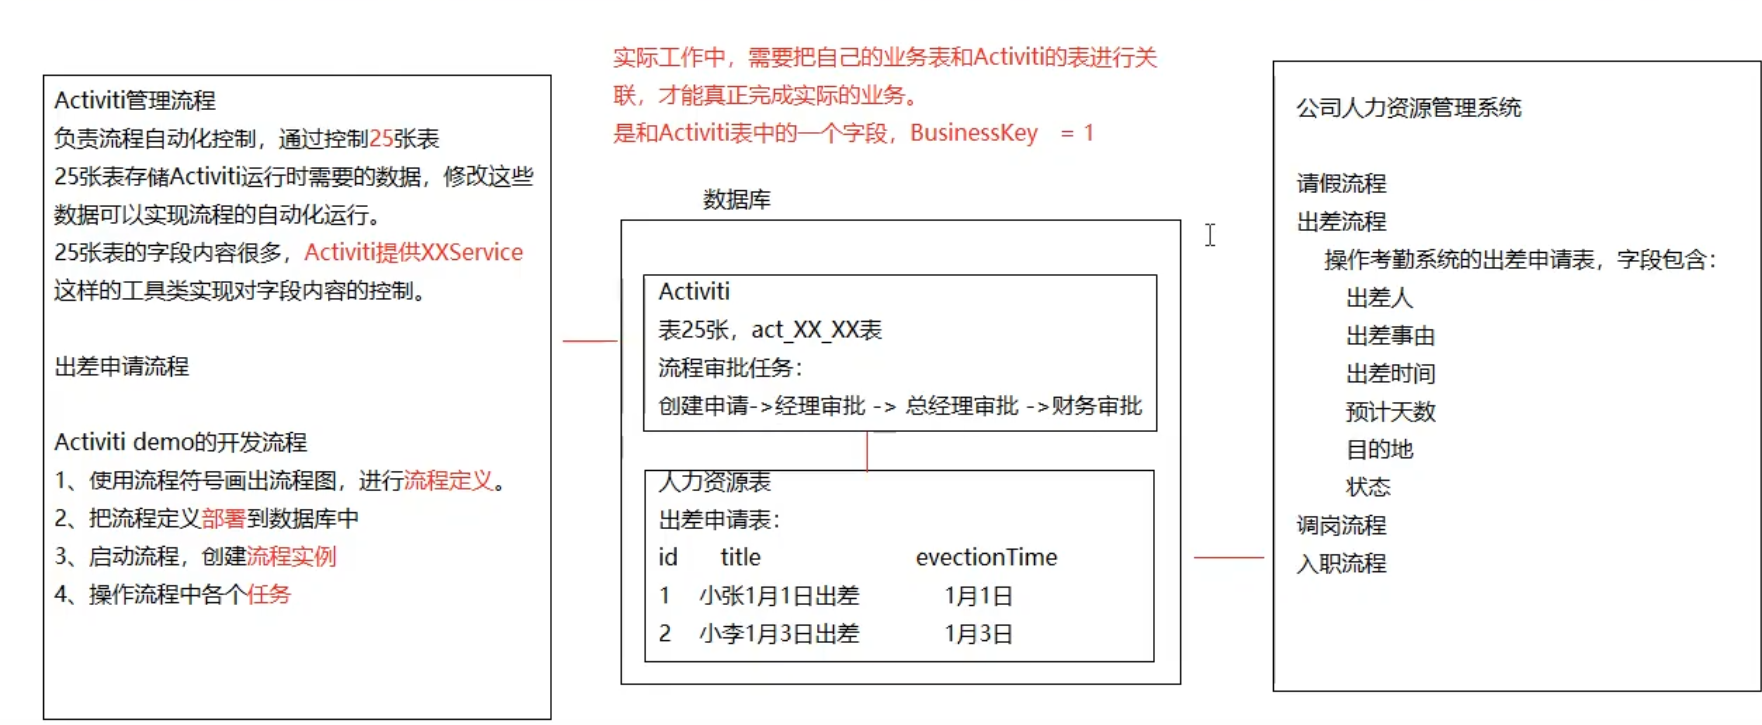 Activiti管理流程
负责流程自动化控制，通过控制25张表
25张表存储Activiti运行时需要的数据，修改这些
数据可以实现流程的自动化运行。
25张表的字段内容很多，Activiti提供XXService
这样的工具类实现对字段内容的控制。
出差申请流程
Activiti demo的开发流程
1、使用流程符号画出流程图，进行流程定义。
2、把流程定义部署到数据库中
3、启动流程，创建流程实例
4、操作流程中各个任务
实际工作中，需要把自己的业务表和Activiti的表进行关
联，才能真正完成实际的业务。
是和Activiti表中的一个字段，BusinessKey = 1
数据库
Activiti
表25张，act_XX_XX表
流程审批任务：
创建申请->经理审批 -> 总经理审批 ->财务审批
人力资源表
出差申请表：
id title evectionTime
1 小张1月1日出差 1月1日
2 小李1月3日出差 1月3日
公司人力资源管理系统
请假流程
出差流程
操作考勤系统的出差申请表，字段包含：
出差人
出差事由
出差时间
预计天数
目的地
状态
调岗流程
入职流程